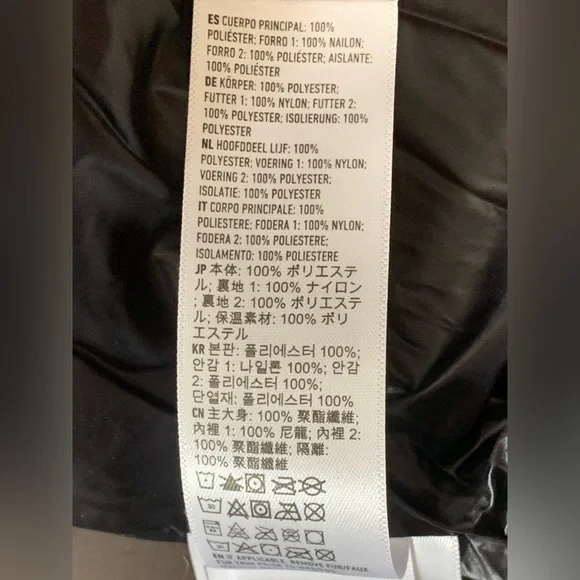 ES CUERPO PRINCIPAL: 100%
POLIÉSTER; FORRO 1: 100% NAILON;
FORRO 2: 100% POLIÉSTER; AISLANTE:
100% POLIÉSTER
DE KÖRPER: 100% POLYESTER;
FUTTER 1: 100% NYLON; FUTTER 2:
100% POLYESTER; ISOLIERUNG: 100%
POLYESTER
NL HOOFDDEEL LIJF: 100%
POLYESTER; VOERING 1: 100% NYLON;
VOERING 2: 100% POLYESTER;
ISOLATIE: 100% POLYESTER
IT CORPO PRINCIPALE: 100%
POLIESTERE; FODERA 1: 100% NYLON;
FODERA 2: 100% POLIESTERE;
ISOLAMENTO: 100% POLIESTERE
JP 本体: 100% ポリエステ
ル; 裏地 1: 100% ナイロン
; 裏地 2: 100% ポリエステ
ル; 保温素材: 100% ポリ
エステル
KR 본판: 폴리에스터 100%;
안감 1: 나일론 100%; 안감
2: 폴리에스터 100%;
단열재: 폴리에스터 100%
CN 主大身: 100% 聚酯纖維;
內裡 1: 100% 尼龍; 內裡 2:
100% 聚酯纖維; 隔離:
100% 聚酯纖維
EN IF APPLICABLE, REMOVE FUR/FAUX